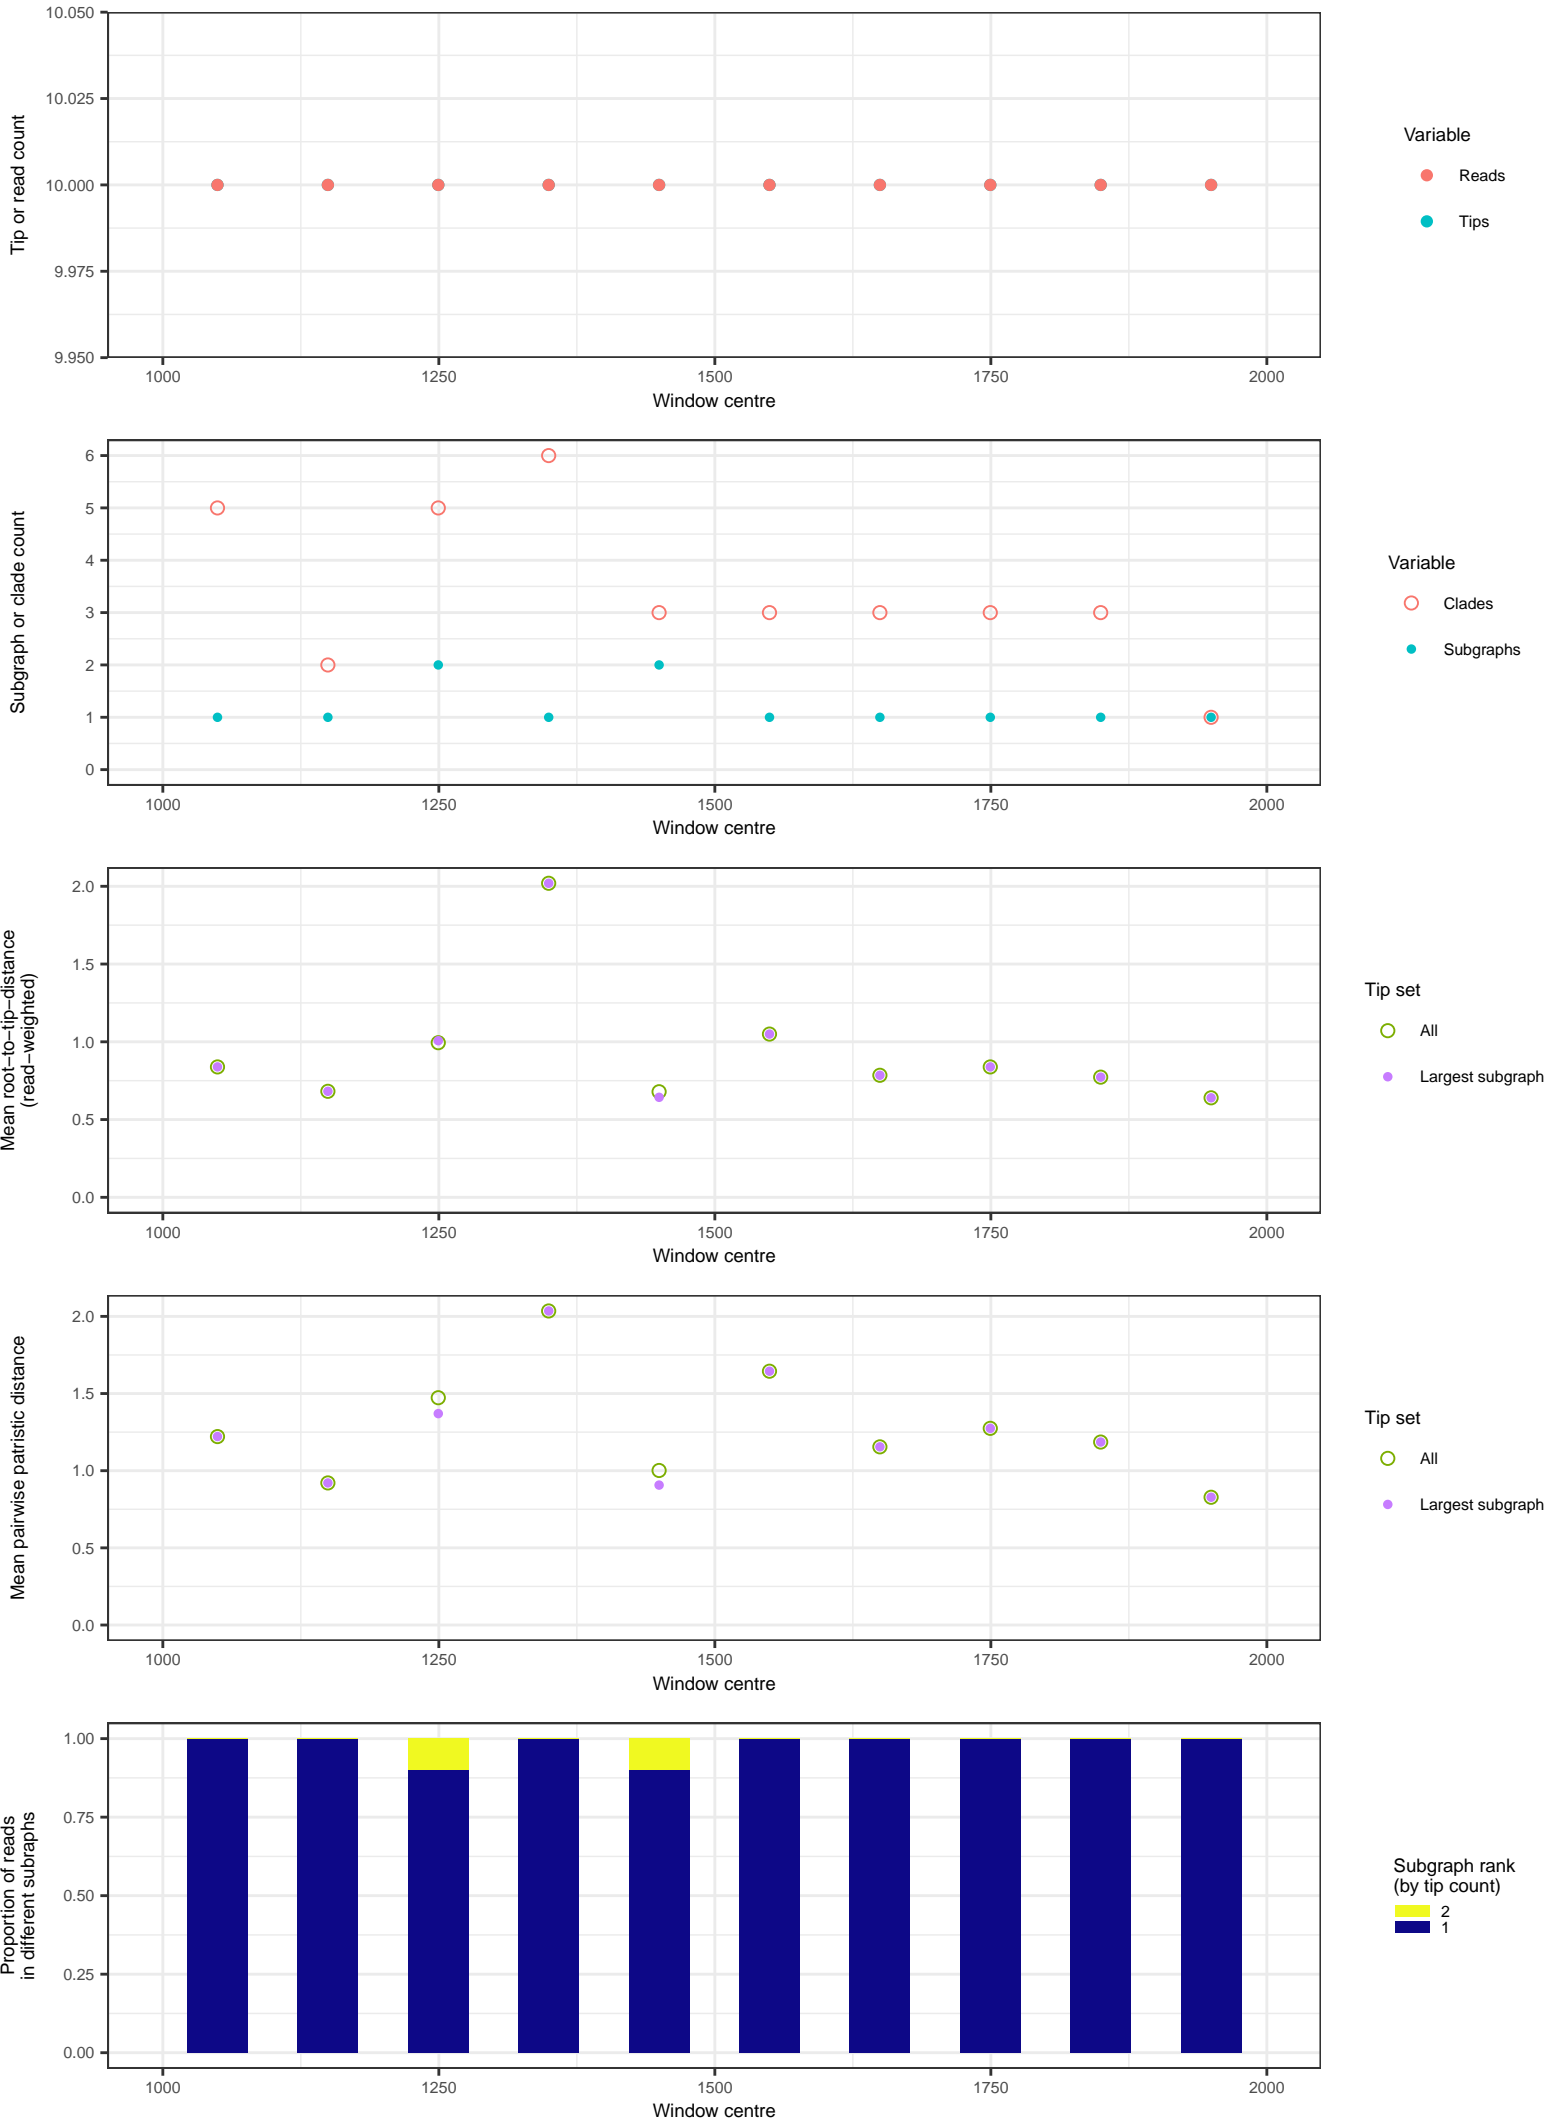 10.050
10.025
10.000
9.975
9.950
Tip or read count
1000 1250 1500 1750 2000
Window centre
Variable
Reads
Tips
6
5
4
3
2
1
0
Subgraph or clade count
1000 1250 1500 1750 2000
Window centre
Variable
Clades
Subgraphs
2.0
1.5
1.0
0.5
0.0
Mean root−to−tip−distance
(read−weighted)
1000 1250 1500 1750 2000
Window centre
Tip set
All
Largest subgraph
2.0
1.5
1.0
0.5
0.0
Mean pairwise patristic distance
1000 1250 1500 1750 2000
Window centre
Tip set
All
Largest subgraph
1.00
0.75
0.50
0.25
0.00
Proportion of reads
in different subraphs
1000 1250 1500 1750 2000
Window centre
Subgraph rank
(by tip count)
2
1